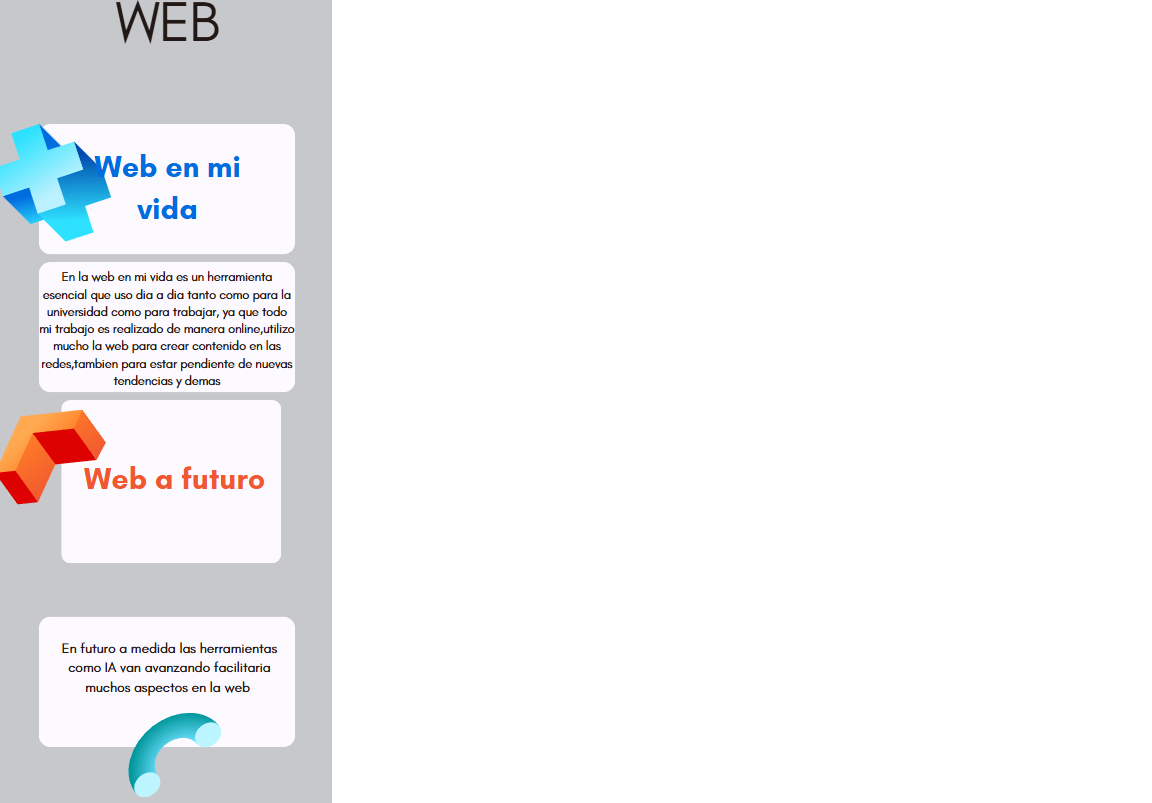 WEB
Web en mi
vida
En la web en mi vida es un herramienta
esencial que uso dia a dia tanto como para la
universidad como para trabajar, ya que todo
mi trabajo es realizado de manera online,utilizo
mucho la web para crear contenido en las
redes,tambien para estar pendiente de nuevas
tendencias y demas
Web a futuro
En futuro a medida las herramientas
como IA van avanzando facilitaria
muchos aspectos en la web